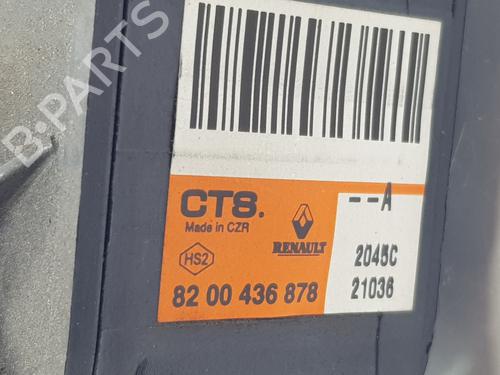 B·PARTS
CTS.
Made in CZR
HS2
RENAULT
82 00 436 878
--A
2045C
21036